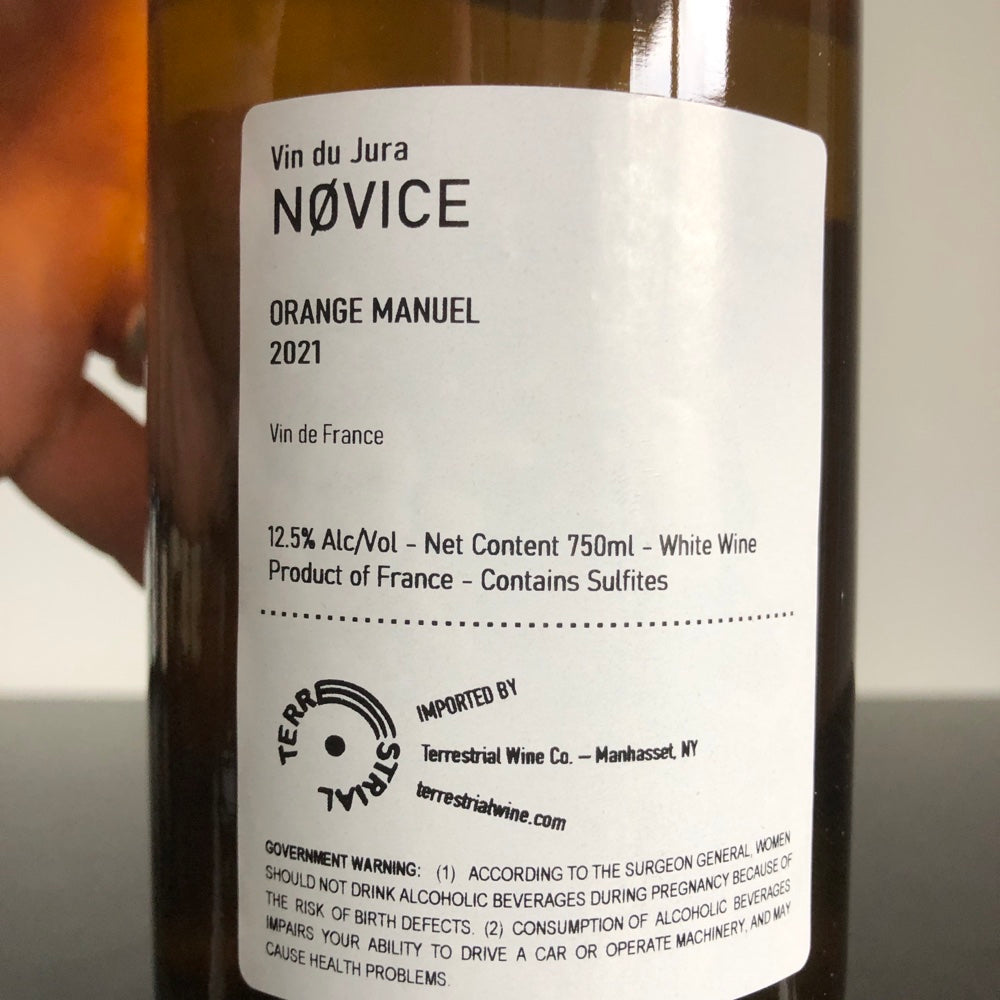 Vin du Jura
NØVICE
ORANGE MANUEL
2021
Vin de France
12.5% Alc/Vol - Net Content 750ml - White Wine
Product of France - Contains Sulfites
TERRESTRIAL
IMPORTED BY
Terrestrial Wine Co. – Manhasset, NY
terrestrialwine.com
GOVERNMENT WARNING: (1) ACCORDING TO THE SURGEON GENERAL, WOMEN
SHOULD NOT DRINK ALCOHOLIC BEVERAGES DURING PREGNANCY BECAUSE OF
THE RISK OF BIRTH DEFECTS. (2) CONSUMPTION OF ALCOHOLIC BEVERAGES
IMPAIRS YOUR ABILITY TO DRIVE A CAR OR OPERATE MACHINERY, AND MAY
CAUSE HEALTH PROBLEMS.